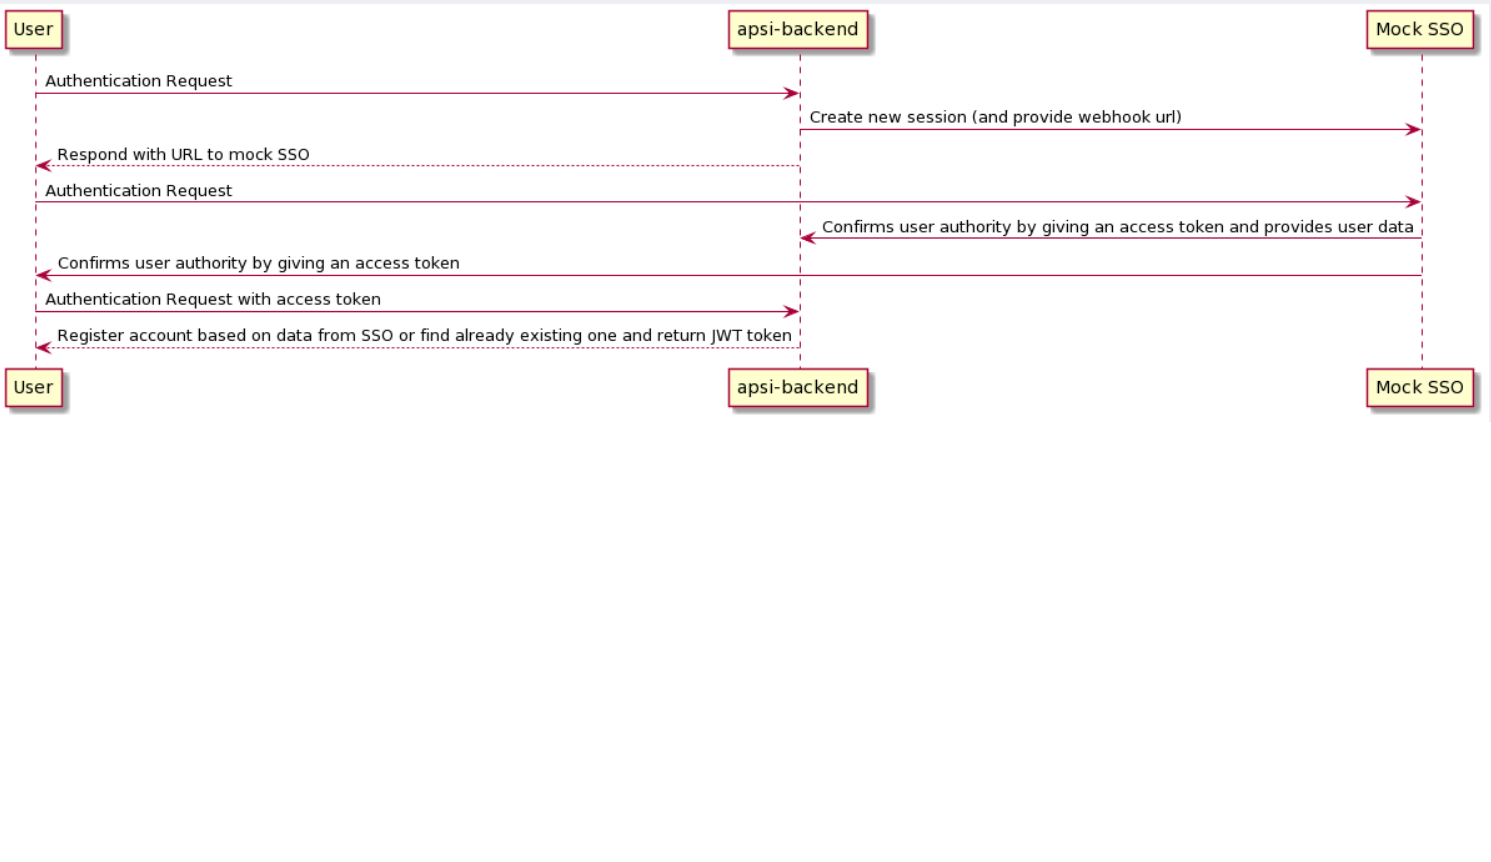 User
apsi-backend
Mock SSO
Authentication Request
Create new session (and provide webhook url)
Respond with URL to mock SSO
Authentication Request
Confirms user authority by giving an access token and provides user data
Confirms user authority by giving an access token
Authentication Request with access token
Register account based on data from SSO or find already existing one and return JWT token
User
apsi-backend
Mock SSO